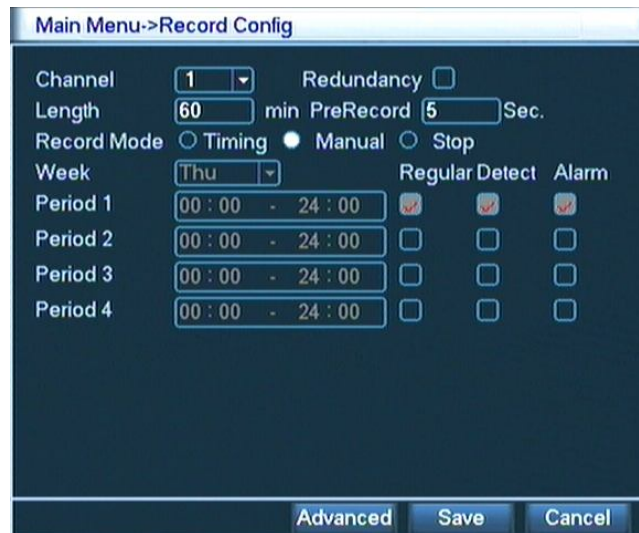 Main Menu->Record Config
Channel 1 Redundancy
Length 60 min PreRecord 5 Sec.
Record Mode Timing Manual Stop
Week Thu Regular Detect Alarm
Period 1 00 : 00 - 24 : 00
Period 2 00 : 00 - 24 : 00
Period 3 00 : 00 - 24 : 00
Period 4 00 : 00 - 24 : 00
Advanced Save Cancel